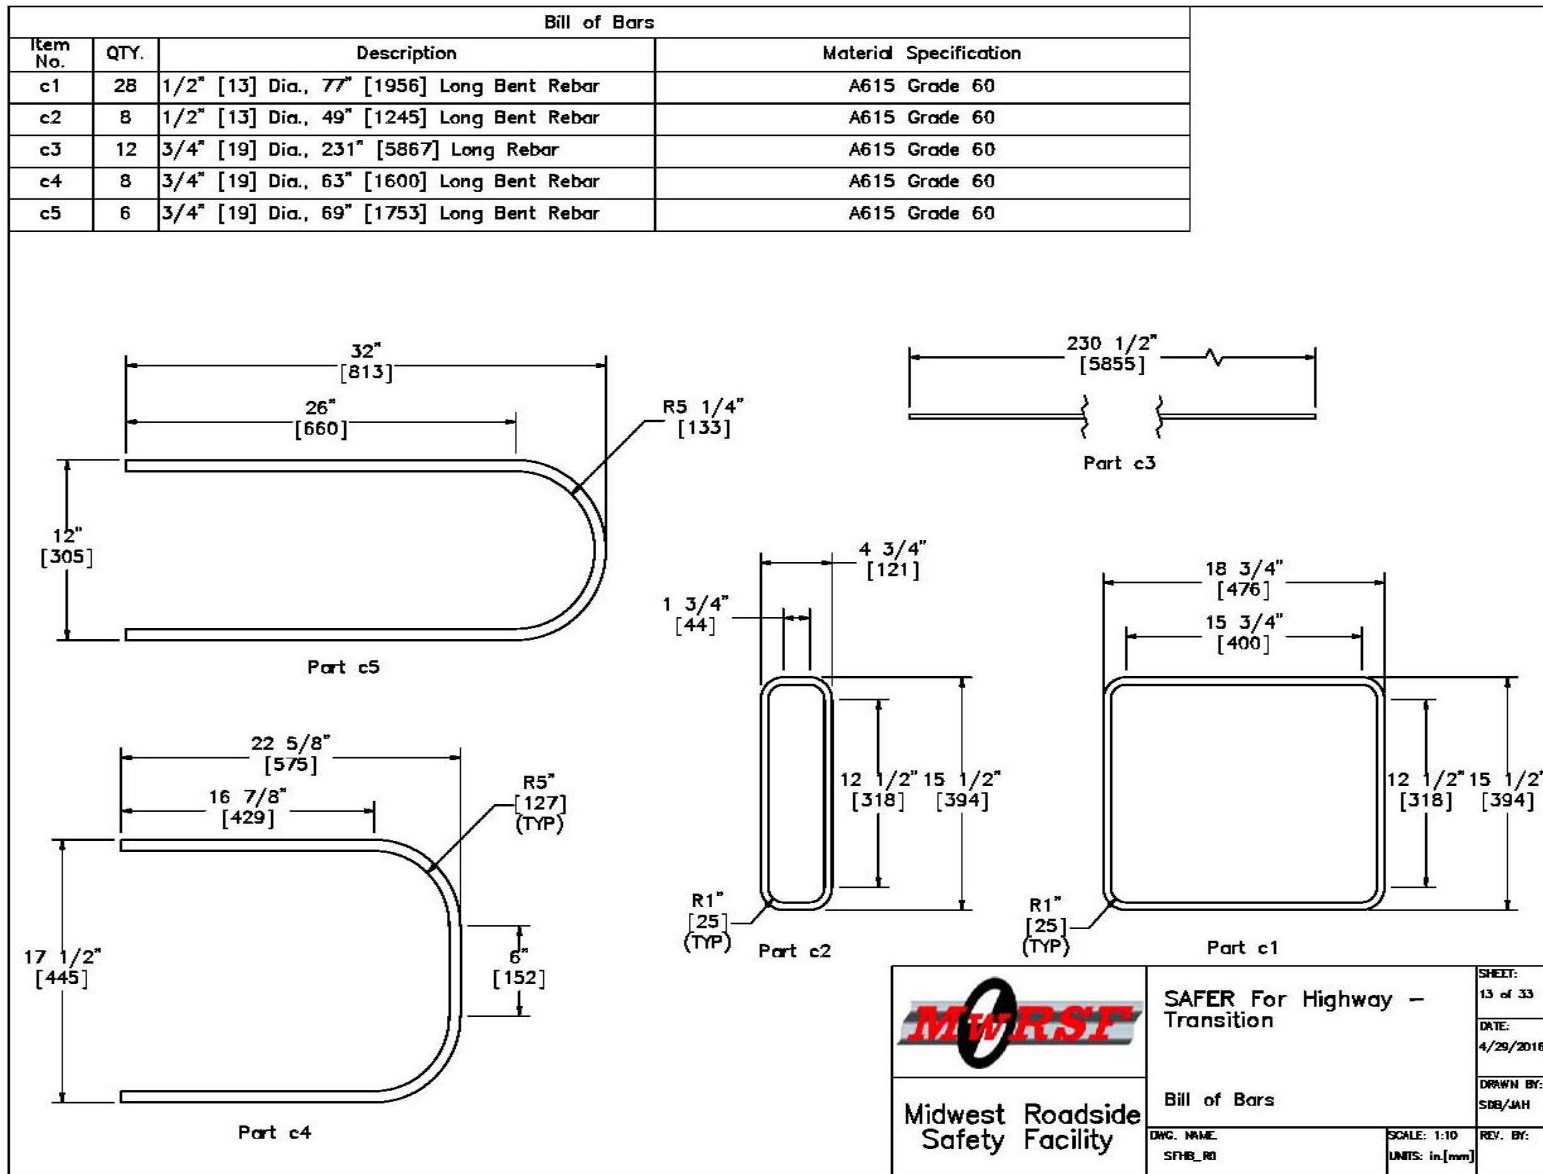 Bill of Bars
Item No. QTY. Description Material Specification
c1 28 1/2" [13] Dia., 77" [1956] Long Bent Rebar A615 Grade 60
c2 8 1/2" [13] Dia., 49" [1245] Long Bent Rebar A615 Grade 60
c3 12 3/4" [19] Dia., 231" [5867] Long Rebar A615 Grade 60
c4 8 3/4" [19] Dia., 63" [1600] Long Bent Rebar A615 Grade 60
c5 6 3/4" [19] Dia., 69" [1753] Long Bent Rebar A615 Grade 60
32"
[813]
26"
[660]
R5 1/4"
[133]
12"
[305]
Part c5
230 1/2"
[5855]
Part c3
4 3/4"
[121]
1 3/4"
[44]
12 1/2"
[318]
15 1/2"
[394]
R1"
[25]
(TYP)
Part c2
18 3/4"
[476]
15 3/4"
[400]
12 1/2"
[318]
15 1/2"
[394]
R1"
[25]
(TYP)
Part c1
22 5/8"
[575]
16 7/8"
[429]
R5"
[127]
(TYP)
17 1/2"
[445]
6"
[152]
Part c4
MwRSF
Midwest Roadside
Safety Facility
SAFER For Highway -
Transition
Bill of Bars
DWG. NAME.
SFHB_R0
SCALE: 1:10
UNITS: in.[mm]
SHEET:
13 of 33
DATE:
4/29/2016
DRAWN BY:
SDB/JAH
REV. BY: